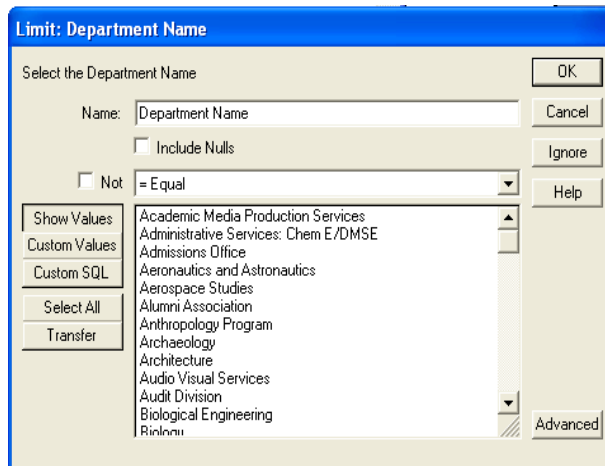 Limit: Department Name
Select the Department Name
OK
Name: Department Name
Cancel
Include Nulls
Ignore
Not = Equal
Help
Show Values
Custom Values
Custom SQL
Select All
Transfer
Academic Media Production Services
Administrative Services: Chem E/DMSE
Admissions Office
Aeronautics and Astronautics
Aerospace Studies
Alumni Association
Anthropology Program
Archaeology
Architecture
Audio Visual Services
Audit Division
Biological Engineering
Biology
Advanced